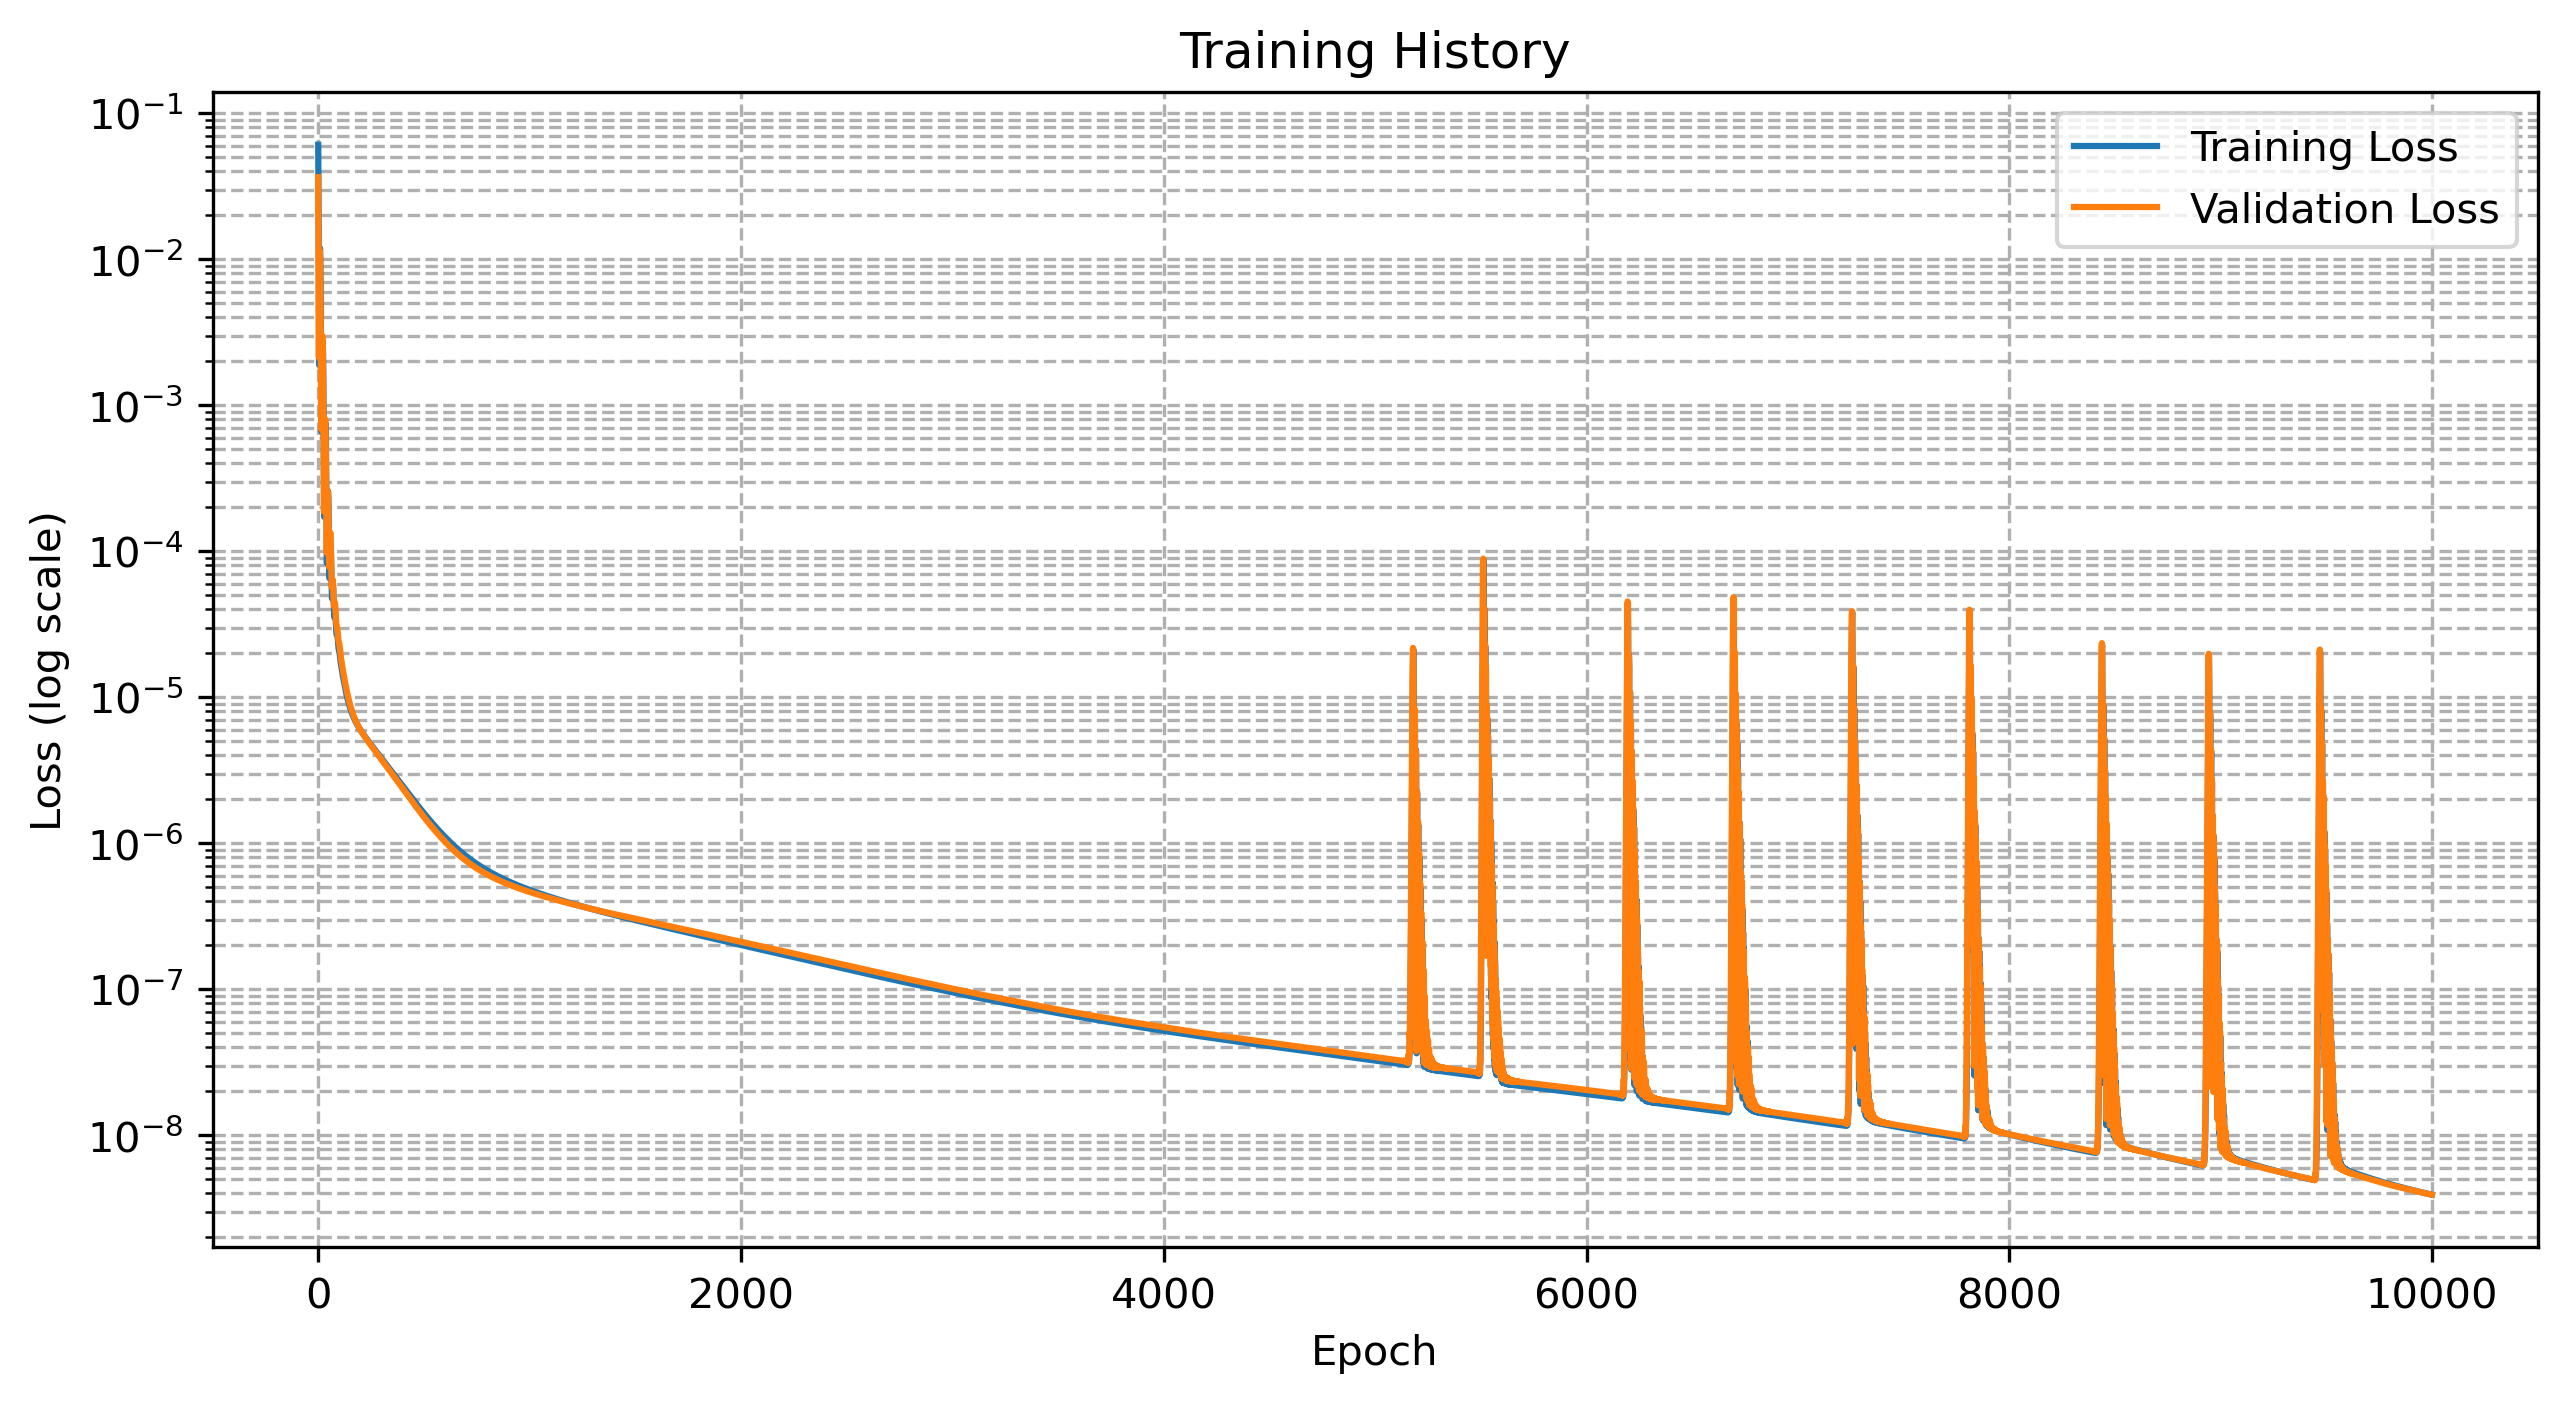 Training History
10⁻¹
10⁻²
10⁻³
10⁻⁴
10⁻⁵
10⁻⁶
10⁻⁷
10⁻⁸
Loss (log scale)
Training Loss
Validation Loss
0 2000 4000 6000 8000 10000
Epoch